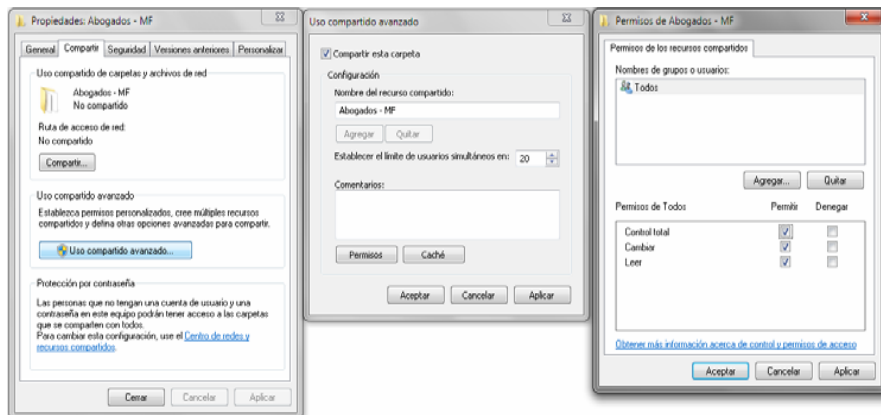 Propiedades: Abogados - MF
General Compartir Seguridad Versiones anteriores Personalizar
Uso compartido de carpetas y archivos de red
Abogados - MF
No compartido
Ruta de acceso de red:
No compartido
Compartir...
Uso compartido avanzado
Establezca permisos personalizados, cree múltiples recursos
compartidos y defina otras opciones avanzadas para compartir.
Uso compartido avanzado...
Protección por contraseña
Las personas que no tengan una cuenta de usuario y una
contraseña en este equipo podrán tener acceso a las carpetas
que se comparten con todos.
Para cambiar esta configuración, use el Centro de redes y
recursos compartidos.
Cerrar Cancelar Aplicar
Uso compartido avanzado
Compartir esta carpeta
Configuración
Nombre del recurso compartido:
Abogados - MF
Agregar Quitar
Establecer el límite de usuarios simultáneos en: 20
Comentarios:
Permisos Caché
Aceptar Cancelar Aplicar
Permisos de Abogados - MF
Permisos de los recursos compartidos
Nombres de grupos o usuarios:
Todos
Agregar... Quitar
Permisos de Todos Permitir Denegar
Control total
Cambiar
Leer
Obtener más información acerca de control y permisos de acceso
Aceptar Cancelar Aplicar